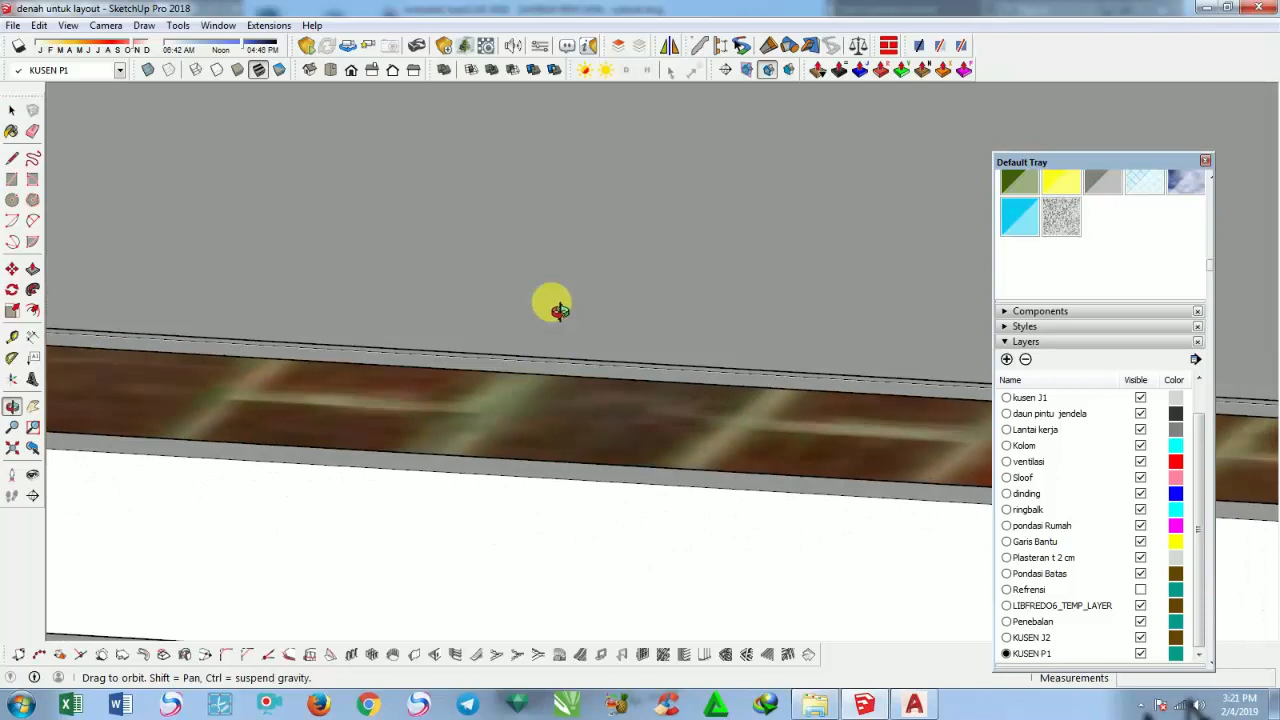 denah untuk layout - SketchUp Pro 2018
File Edit View Camera Draw Tools Window Extensions Help
J F M A M J J A S O N D 06:42 AM Noon 04:48 PM
KUSEN P1
Default Tray
Components
Styles
Layers
Name Visible Color
kusen J1
daun pintu jendela
Lantai kerja
Kolom
ventilasi
Sloof
dinding
ringbalk
pondasi Rumah
Garis Bantu
Plasteran t 2 cm
Pondasi Batas
Refrensi
LIBFREDO6_TEMP_LAYER
Penebalan
KUSEN J2
KUSEN P1
Drag to orbit. Shift = Pan, Ctrl = suspend gravity.
Measurements
3:21 PM
2/4/2019